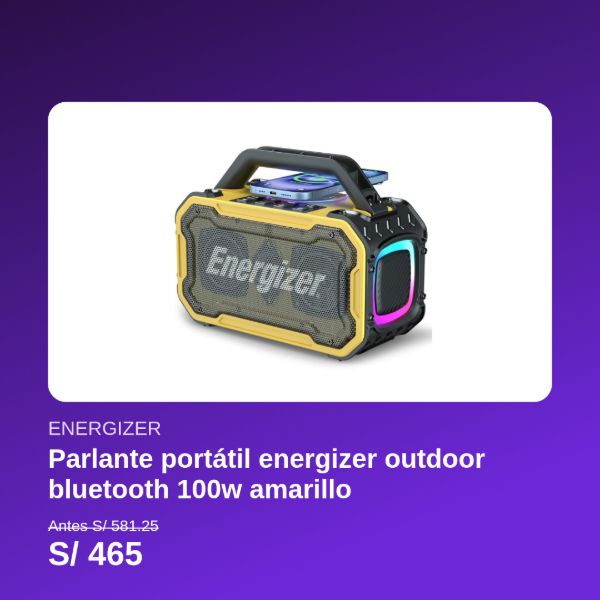 Energizer
ENERGIZER
Parlante portátil energizer outdoor
bluetooth 100w amarillo
Antes S/ 581.25
S/ 465